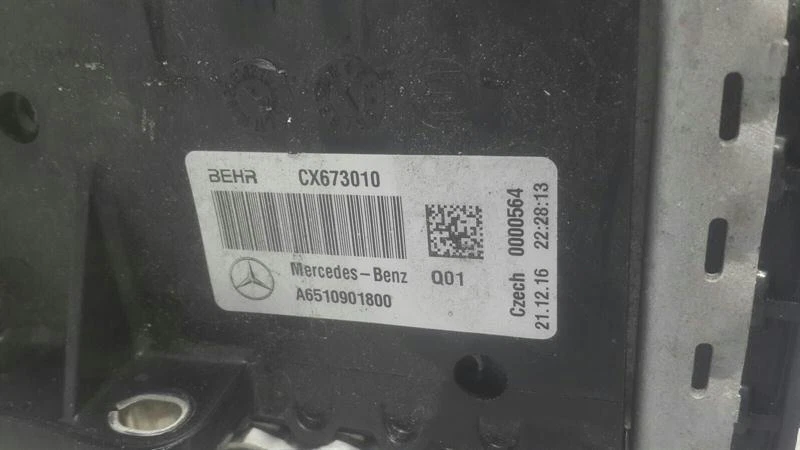 BEHR CX673010
Mercedes-Benz Q01
A6510901800
Czech 0000564
21.12.16 22:28:13